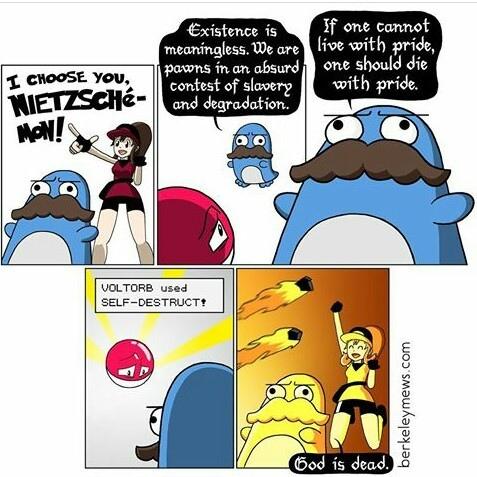 I CHOOSE YOU,
NIETZSCHé-
MON!
Existence is
meaningless. We are
pawns in an absurd
contest of slavery
and degradation.
If one cannot
live with pride,
one should die
with pride.
VOLTORB used
SELF-DESTRUCT!
God is dead.
berkeleymews.com